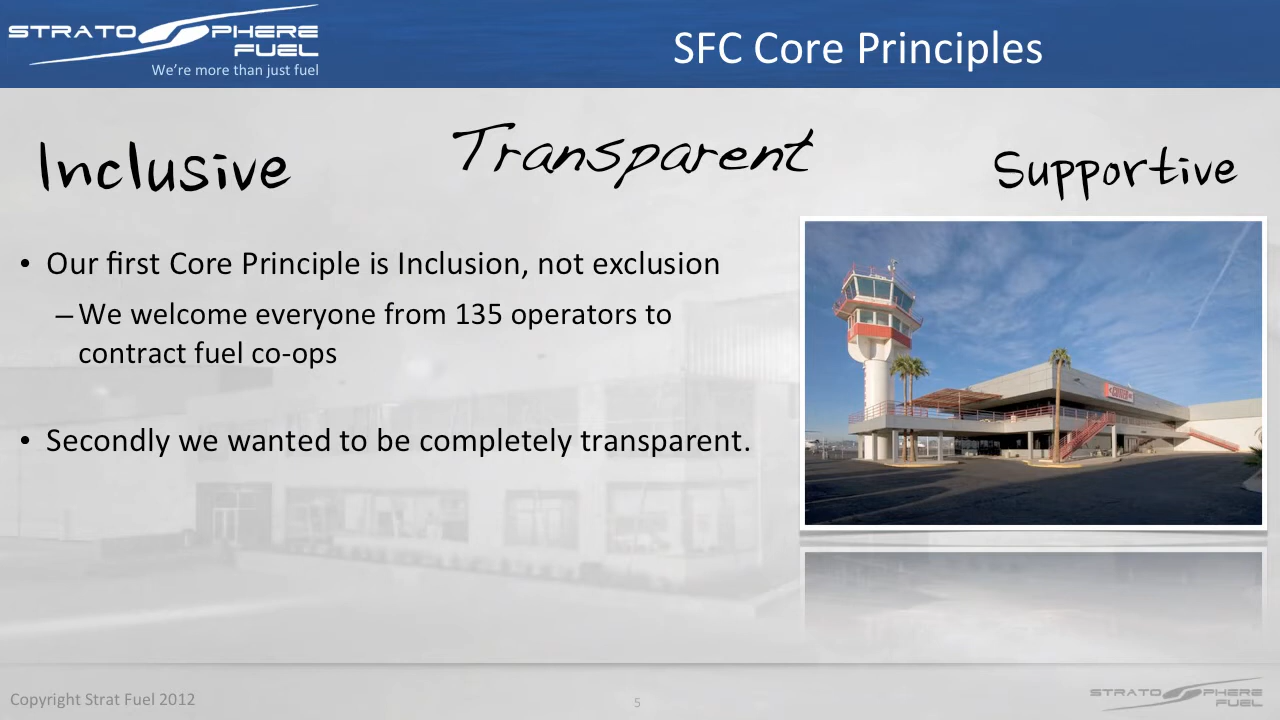 STRATOSPHERE
FUEL
We're more than just fuel
SFC Core Principles
Inclusive
Transparent
Supportive
• Our first Core Principle is Inclusion, not exclusion
– We welcome everyone from 135 operators to
contract fuel co-ops
• Secondly we wanted to be completely transparent.
Copyright Strat Fuel 2012
5
STRATOSPHERE
FUEL